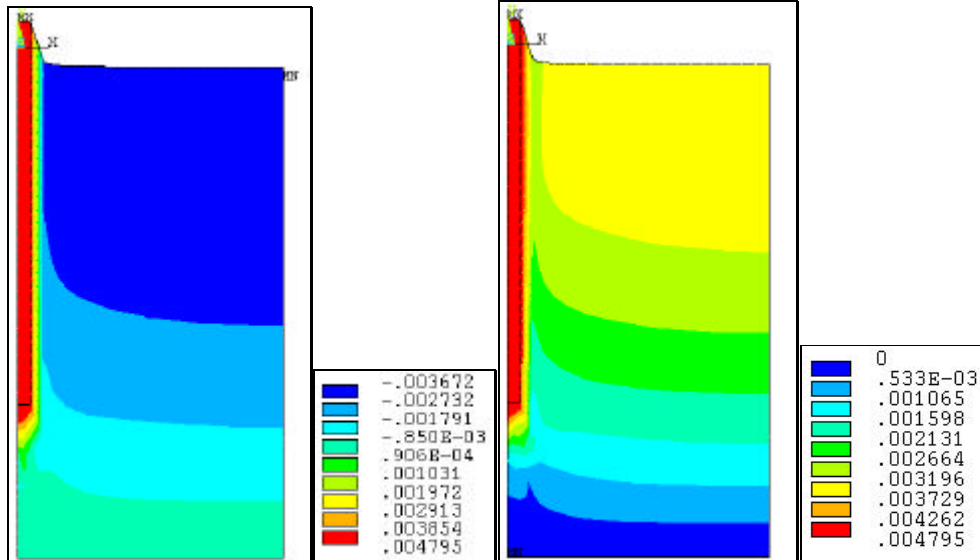 MX
N
MN
-.003672
-.002732
-.001791
-.850E-03
.906E-04
.001031
.001972
.002913
.003854
.004795
N
0
.533E-03
.001065
.001598
.002131
.002664
.003196
.003729
.004262
.004795